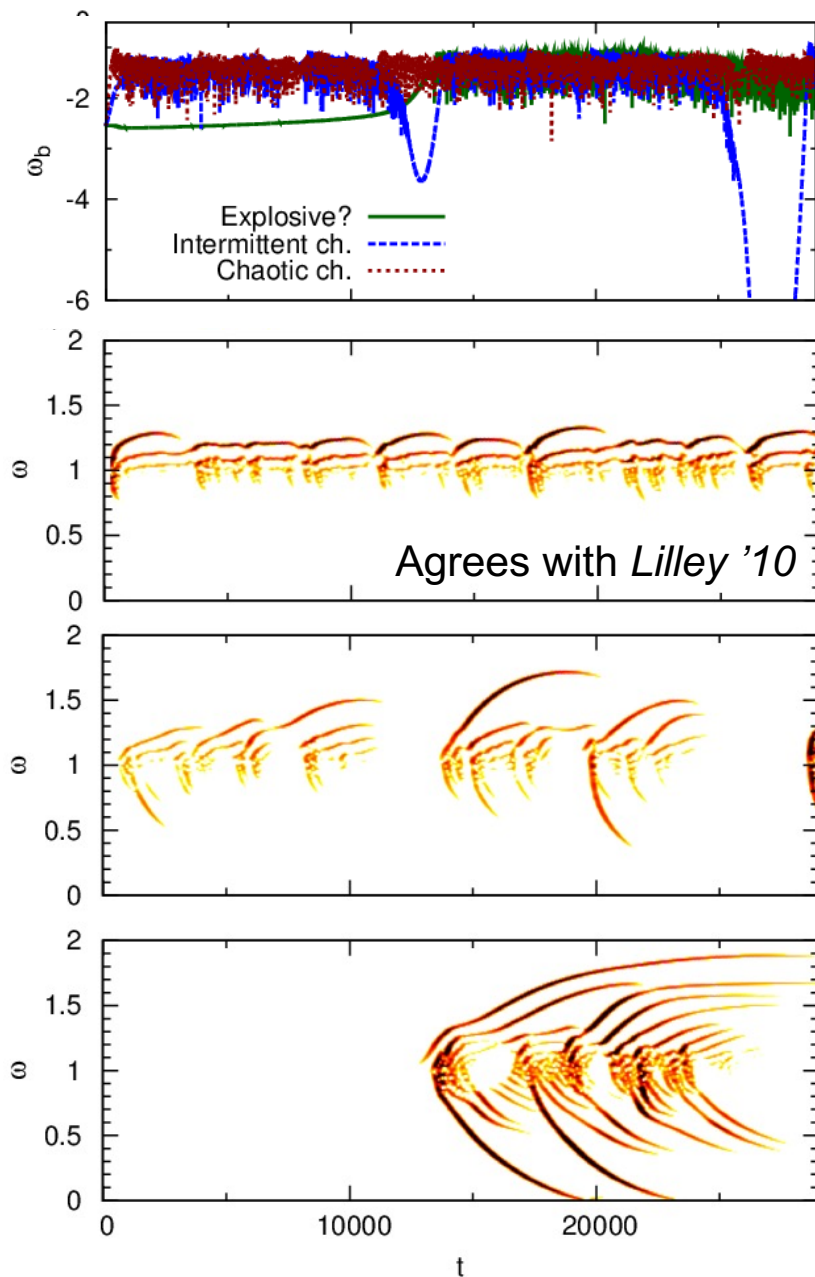 0
-2
-4
-6
ω_b
Explosive?
Intermittent ch.
Chaotic ch.
2
1.5
1
0.5
0
ω
Agrees with Lilley '10
2
1.5
1
0.5
0
ω
2
1.5
1
0.5
0
ω
0 10000 20000
t